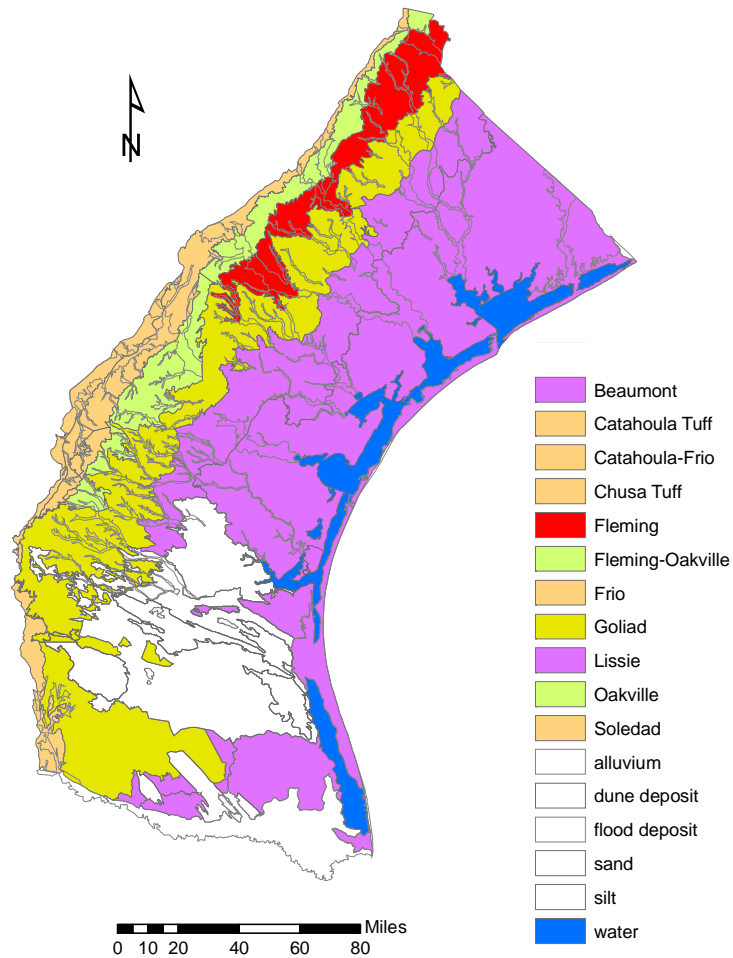 N
Beaumont
Catahoula Tuff
Catahoula-Frio
Chusa Tuff
Fleming
Fleming-Oakville
Frio
Goliad
Lissie
Oakville
Soledad
alluvium
dune deposit
flood deposit
sand
silt
water
Miles
0 10 20 40 60 80